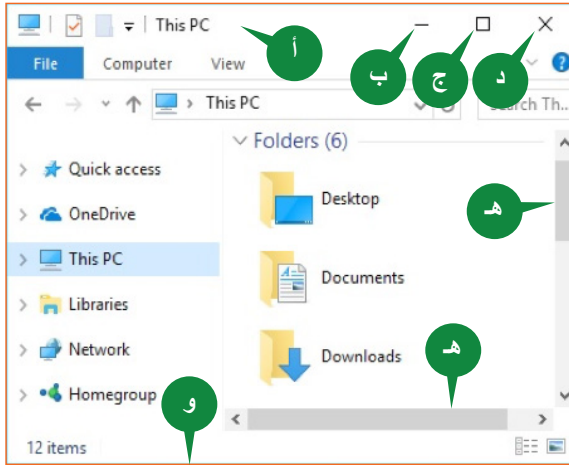 This PC
أ
ب
ج
د
File Computer View
This PC
Search Th...
Folders (6)
Quick access
Desktop
هـ
OneDrive
This PC
Documents
Libraries
Network
Downloads
هـ
Homegroup
و
12 items